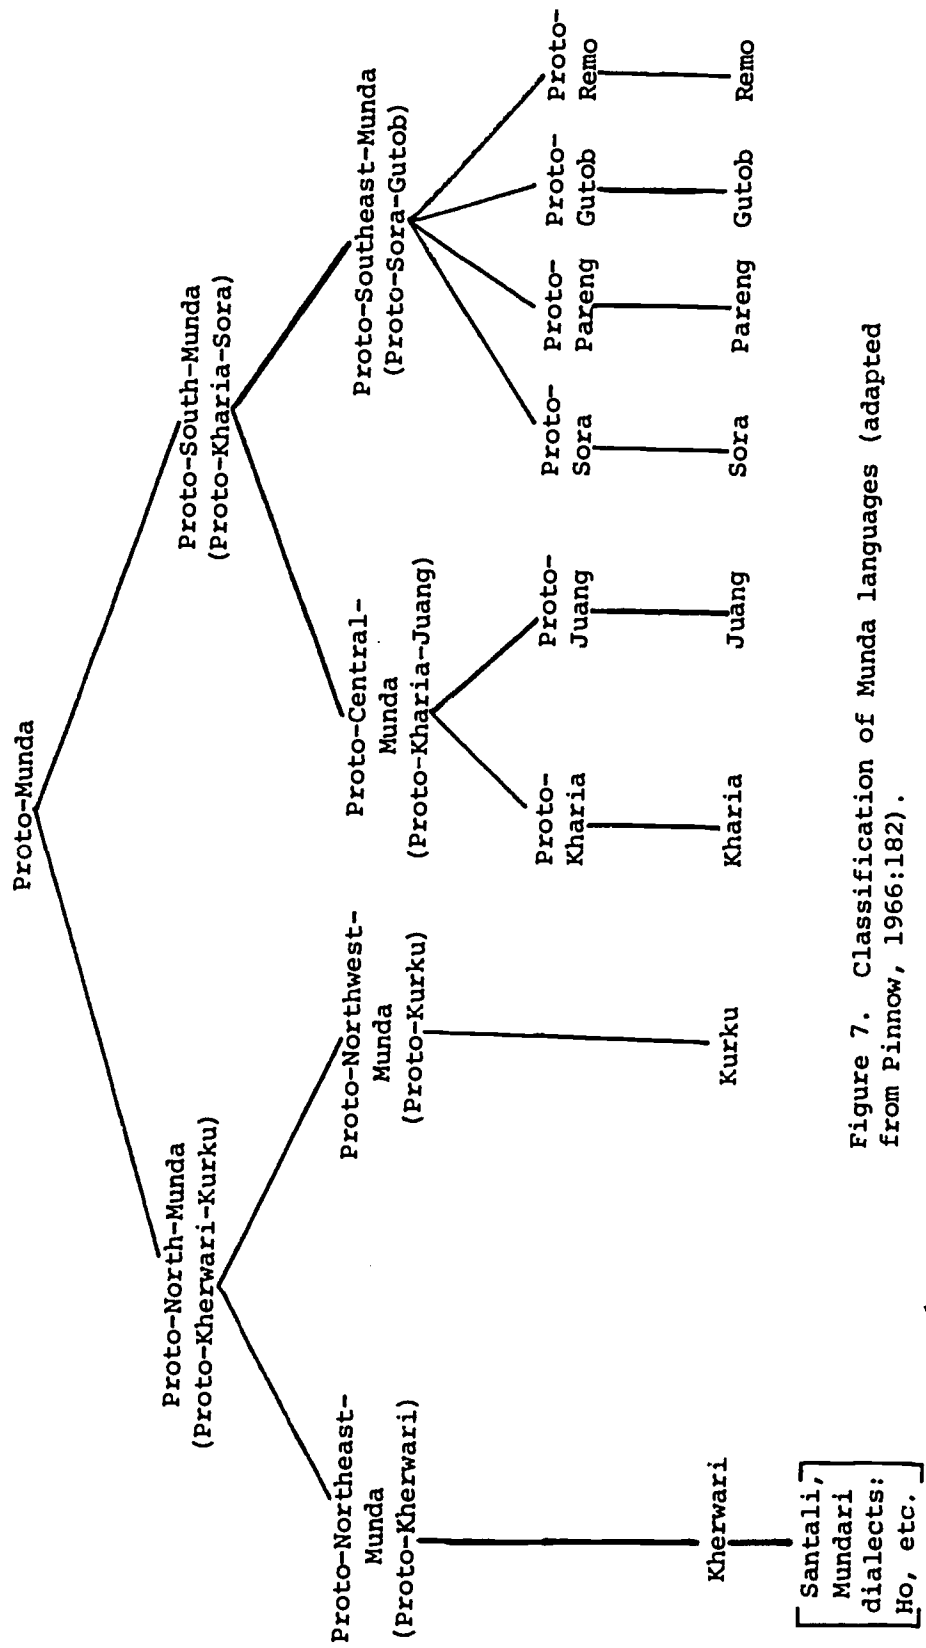 Proto-Munda
Proto-North-Munda
(Proto-Kherwari-Kurku)
Proto-South-Munda
(Proto-Kharia-Sora)
Proto-Northeast-
Munda
(Proto-Kherwari)
Proto-Northwest-
Munda
(Proto-Kurku)
Proto-Central-
Munda
(Proto-Kharia-Juang)
Proto-Southeast-Munda
(Proto-Sora-Gutob)
Proto-
Kharia
Proto-
Juang
Proto-
Sora
Proto-
Pareng
Proto-
Gutob
Proto-
Remo
Kherwari
Kurku
Kharia
Juang
Sora
Pareng
Gutob
Remo
Santali,
Mundari
dialects:
Ho, etc.
Figure 7. Classification of Munda languages (adapted
from Pinnow, 1966:182).